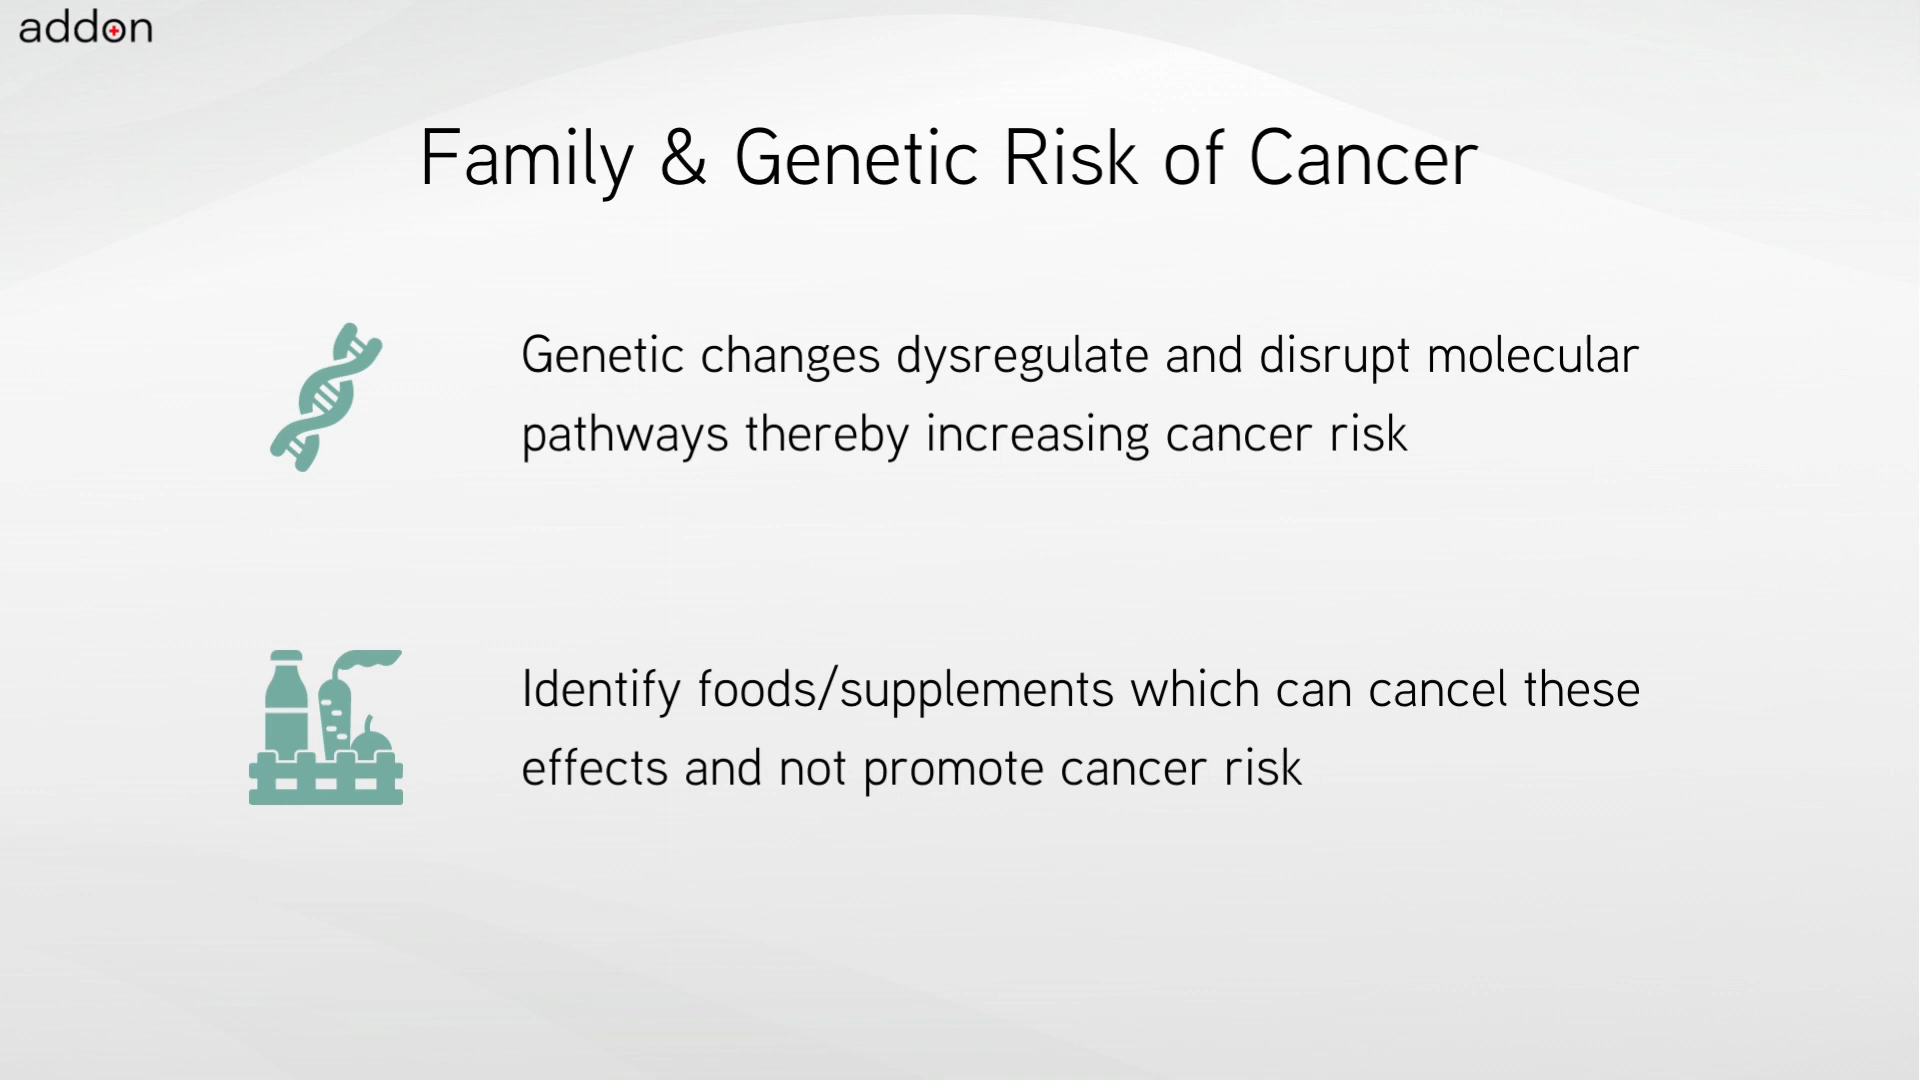 addon
Family & Genetic Risk of Cancer
Genetic changes dysregulate and disrupt molecular
pathways thereby increasing cancer risk
Identify foods/supplements which can cancel these
effects and not promote cancer risk